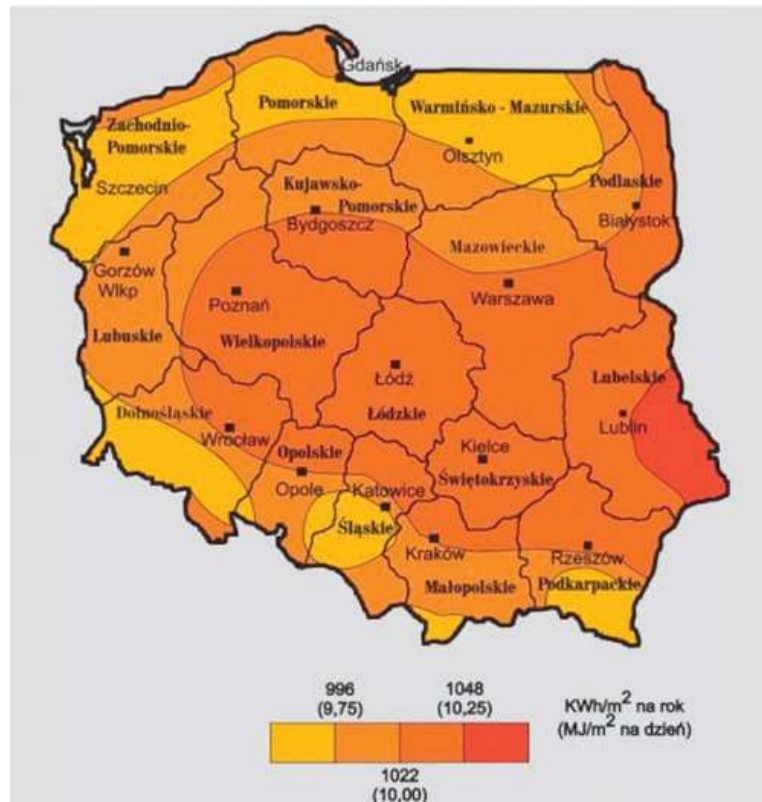 Gdańsk
Pomorskie
Warmińsko - Mazurskie
Zachodnio-
Pomorskie
Olsztyn
Szczecin
Kujawsko-
Pomorskie
Podlaskie
Bydgoszcz
Białystok
Mazowieckie
Gorzów
Wlkp
Poznań
Warszawa
Lubuskie
Wielkopolskie
Łódź
Lubelskie
Dolnośląskie
Łódzkie
Lublin
Wrocław
Opolskie
Kielce
Opole
Katowice
Świętokrzyskie
Śląskie
Kraków
Rzeszów
Małopolskie
Podkarpackie
996
(9,75)
1048
(10,25)
KWh/m² na rok
(MJ/m² na dzień)
1022
(10,00)